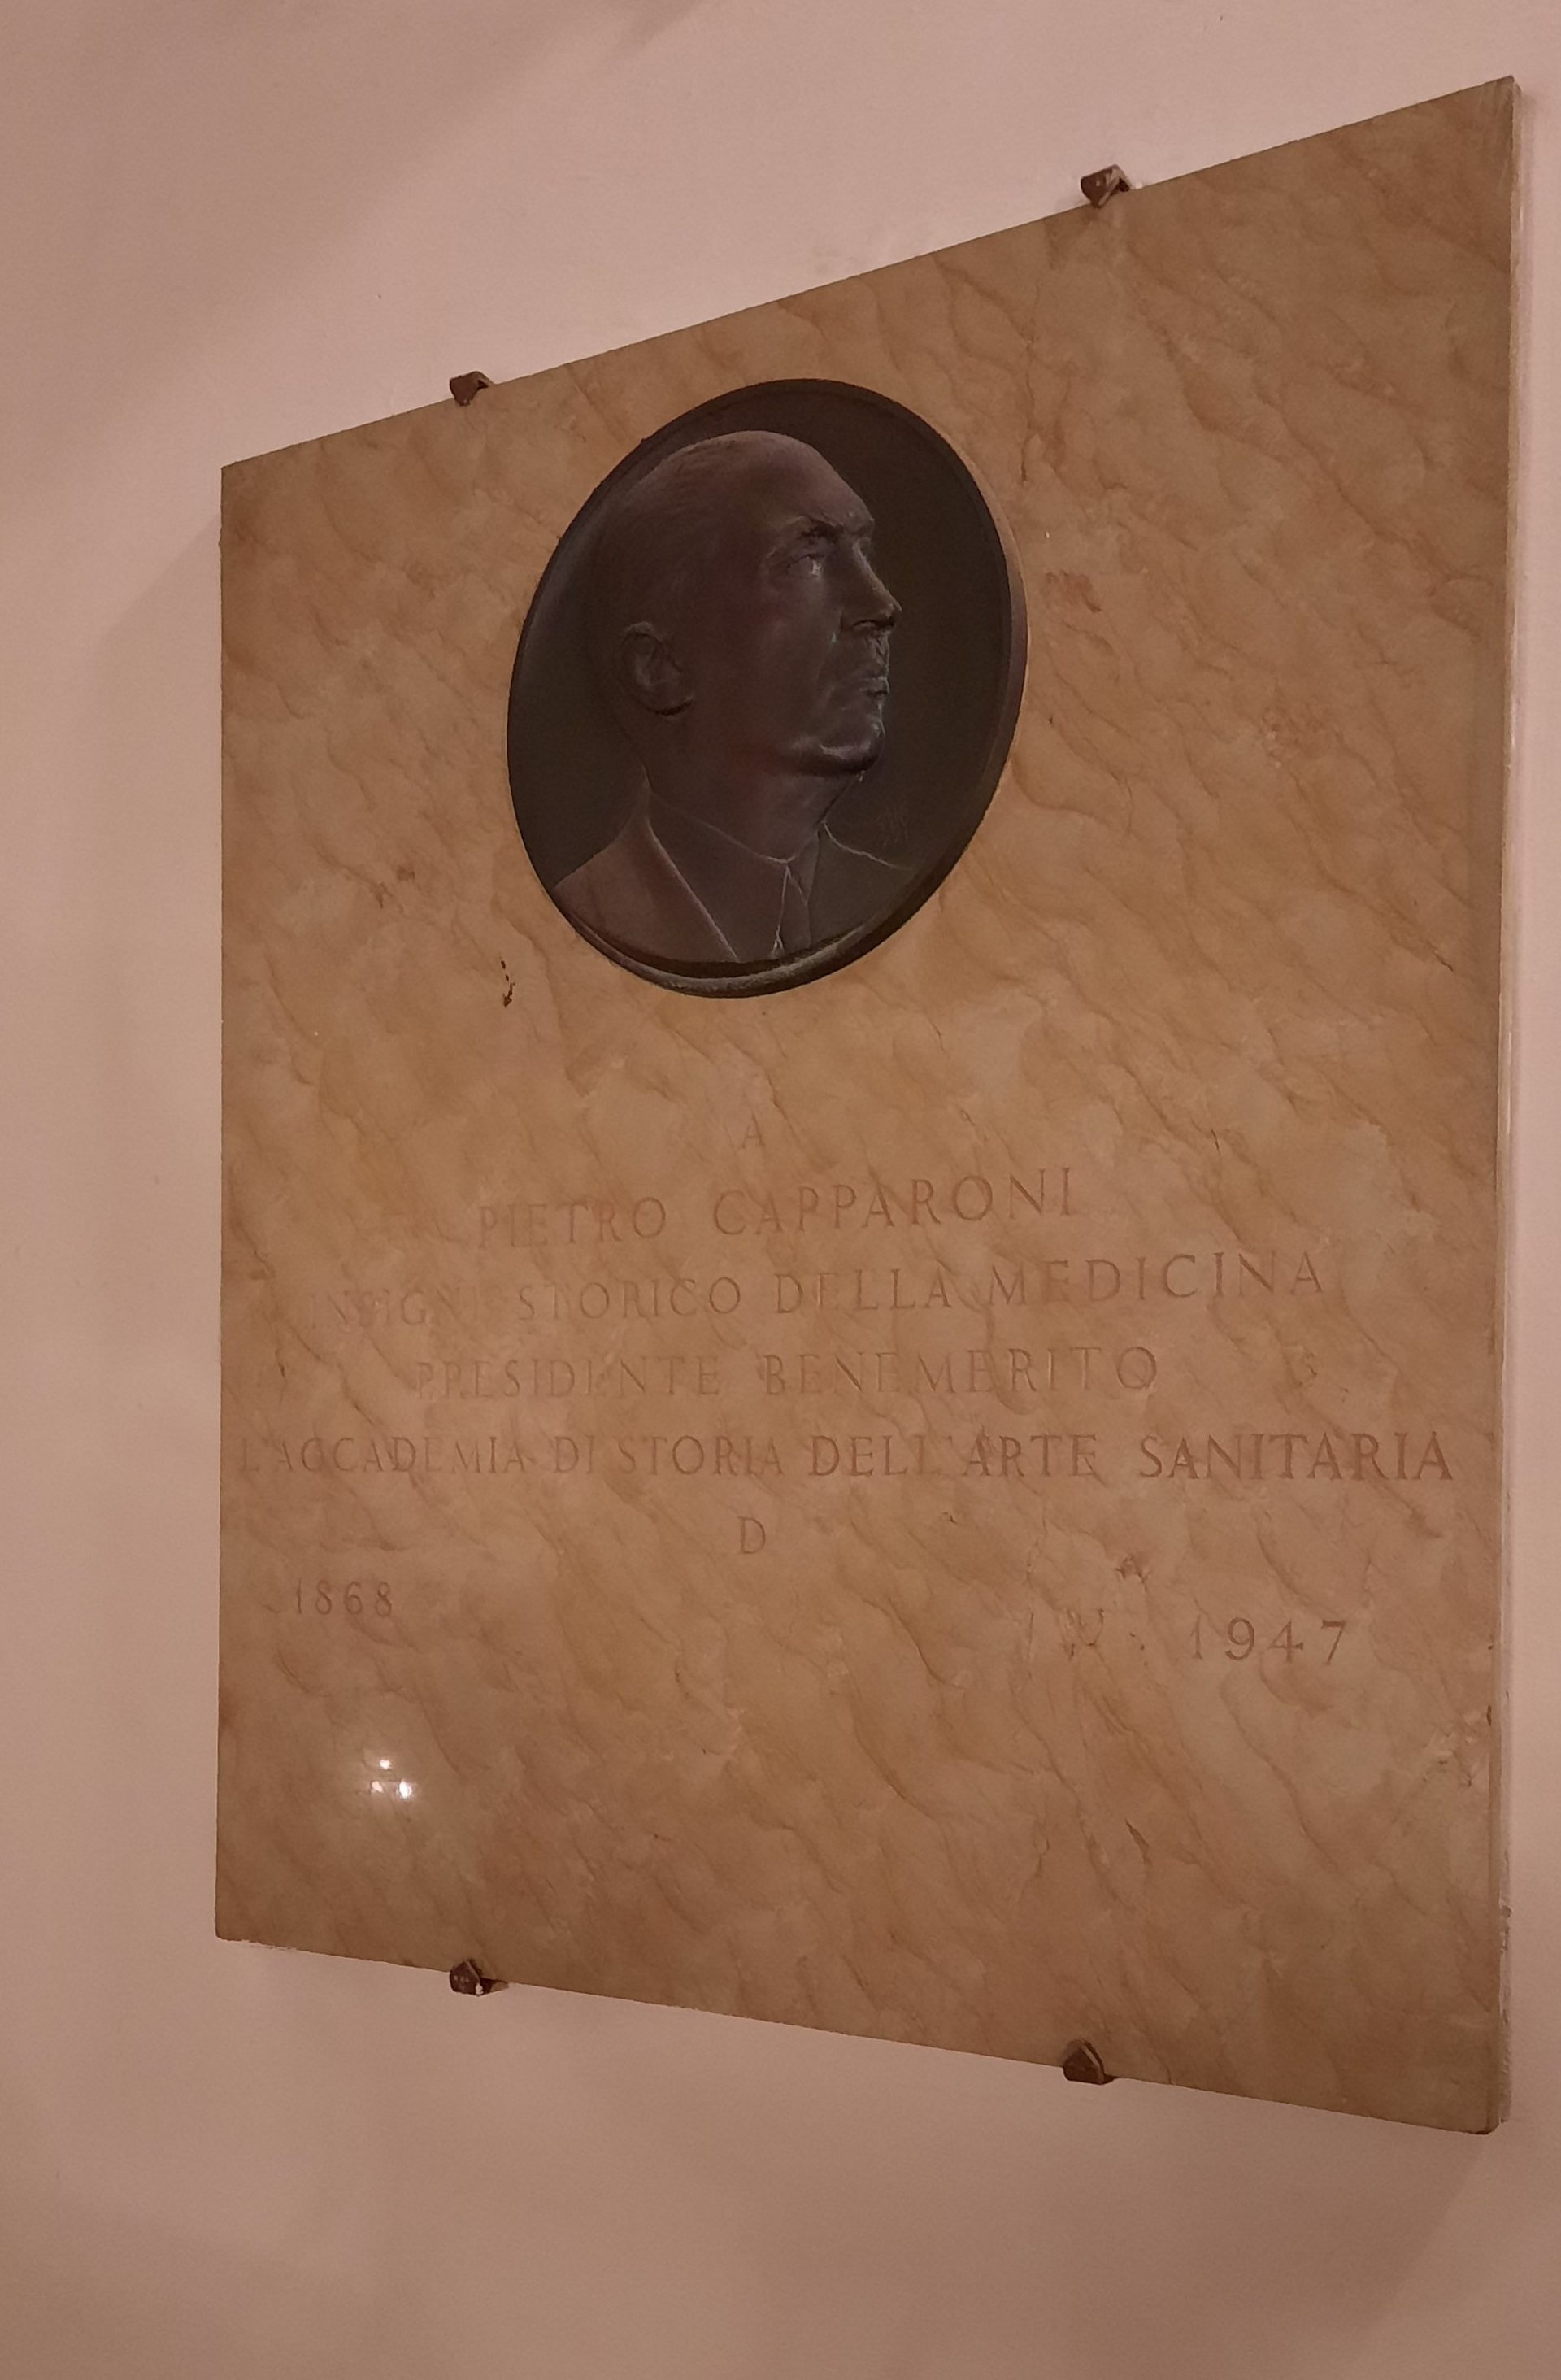 A
PIETRO CAPPARONI
INSIGNE STORICO DELLA MEDICINA
PRESIDENTE BENEMERITO
L'ACCADEMIA DI STORIA DELL'ARTE SANITARIA
D
1868
1947